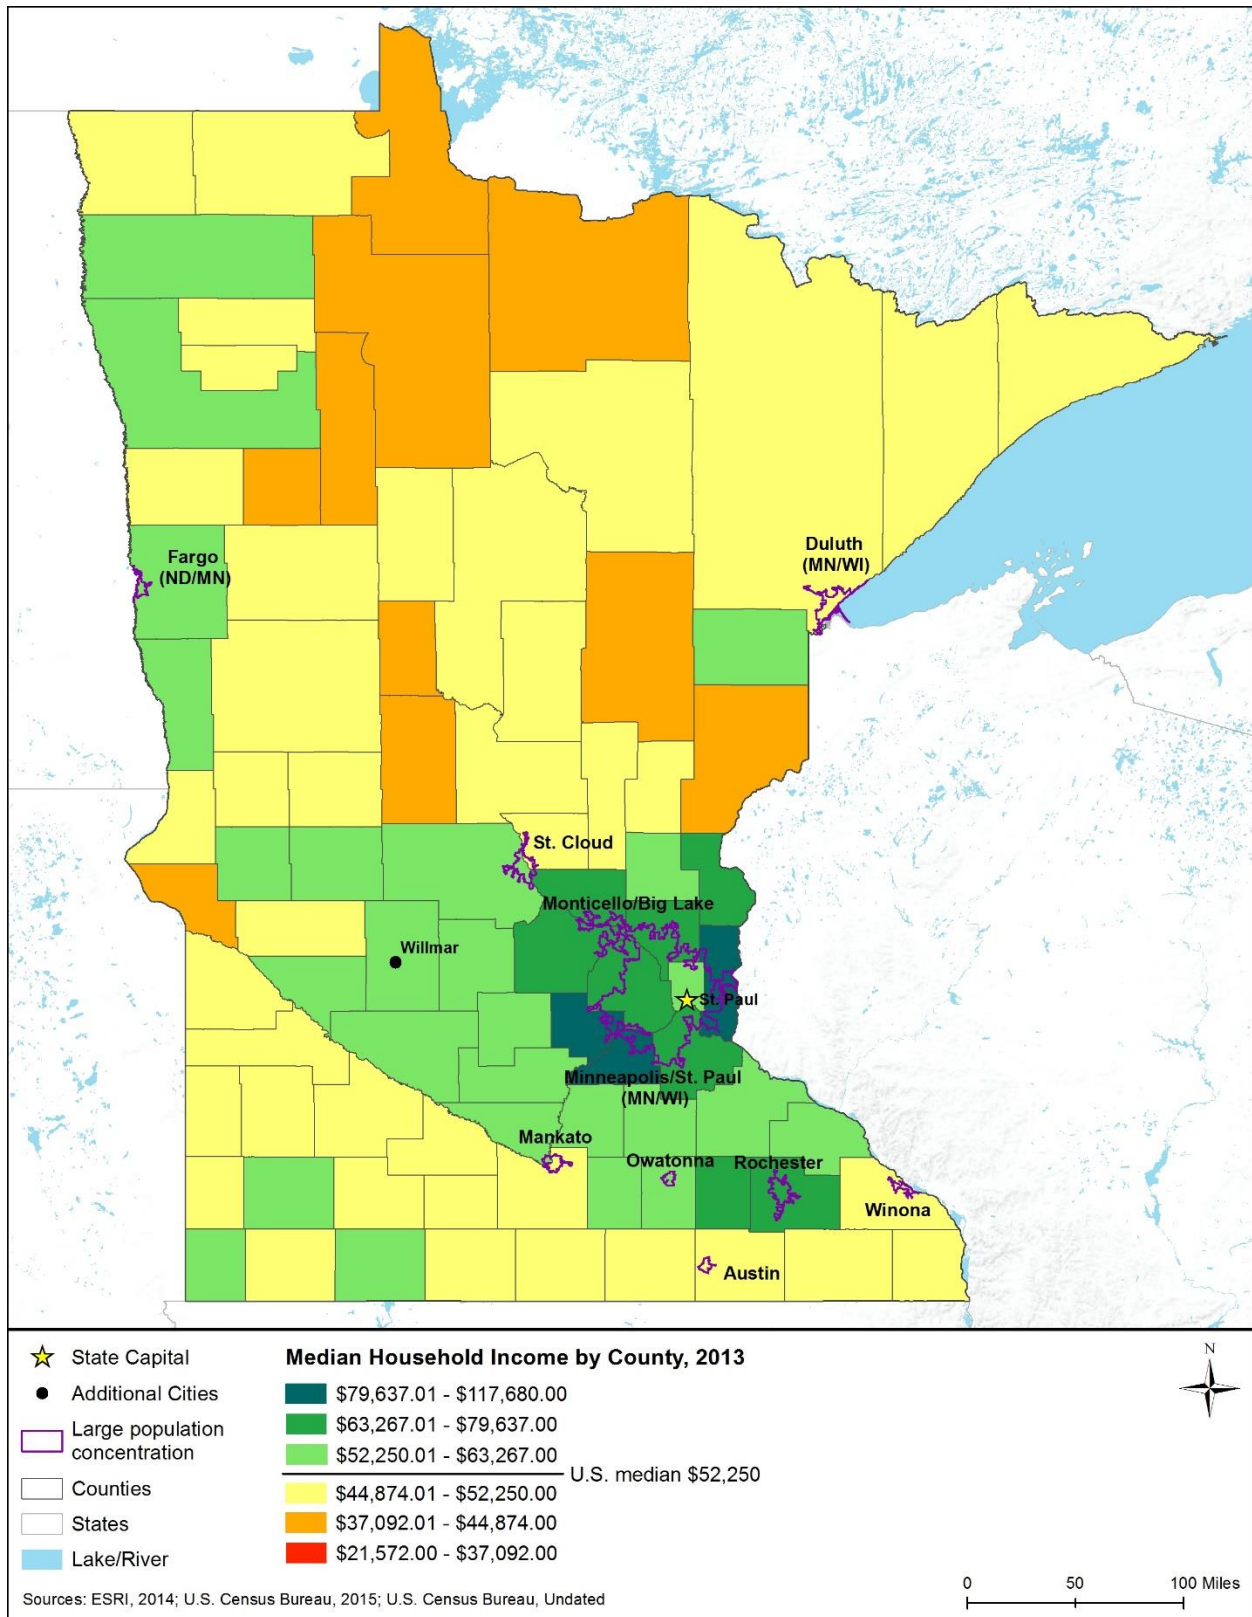 Fargo
(ND/MN)
Duluth
(MN/WI)
St. Cloud
Monticello/Big Lake
Willmar
St. Paul
Minneapolis/St. Paul
(MN/WI)
Mankato
Owatonna
Rochester
Winona
Austin
State Capital
Additional Cities
Large population
concentration
Counties
States
Lake/River
Median Household Income by County, 2013
$79,637.01 - $117,680.00
$63,267.01 - $79,637.00
$52,250.01 - $63,267.00
U.S. median $52,250
$44,874.01 - $52,250.00
$37,092.01 - $44,874.00
$21,572.00 - $37,092.00
N
0 50 100 Miles
Sources: ESRI, 2014; U.S. Census Bureau, 2015; U.S. Census Bureau, Undated